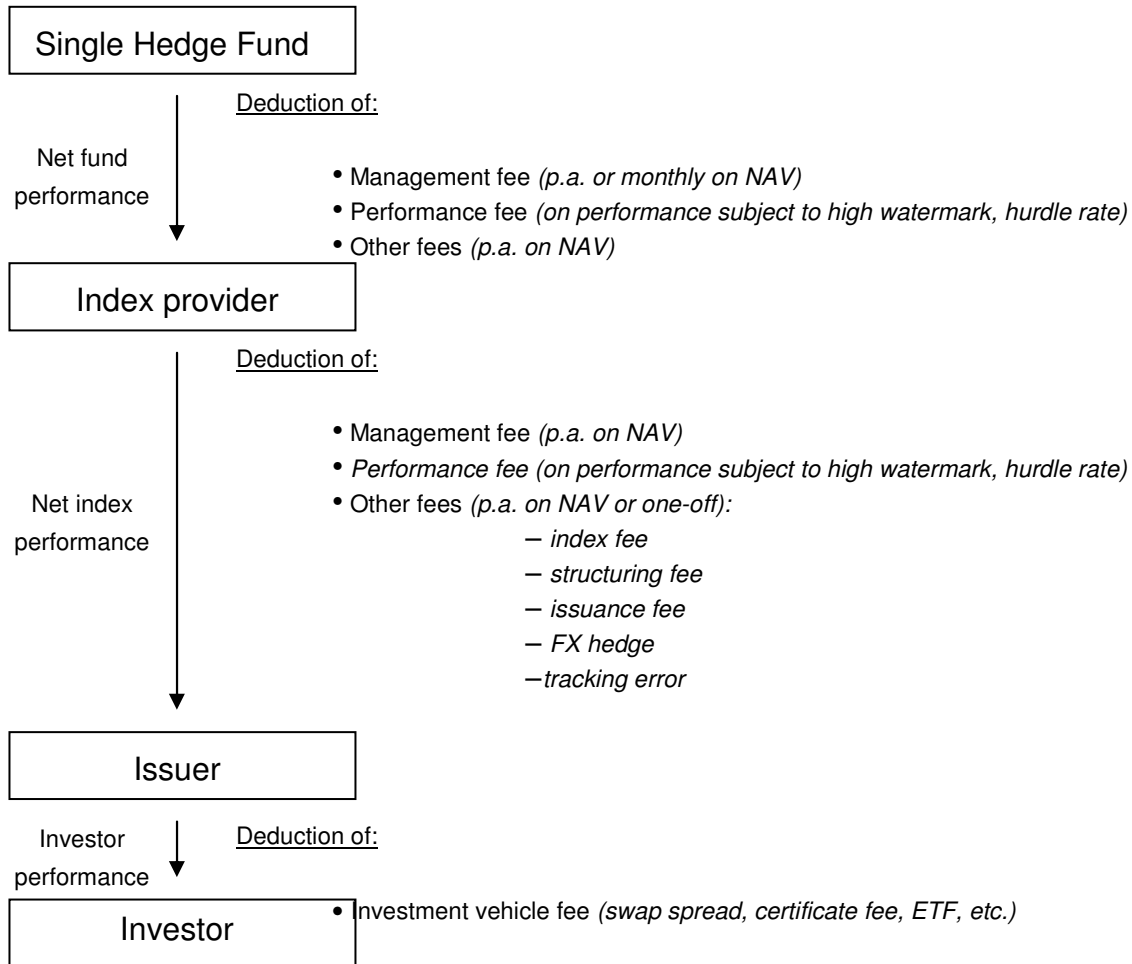 Single Hedge Fund
Deduction of:
Net fund
performance
• Management fee (p.a. or monthly on NAV)
• Performance fee (on performance subject to high watermark, hurdle rate)
• Other fees (p.a. on NAV)
Index provider
Deduction of:
• Management fee (p.a. on NAV)
• Performance fee (on performance subject to high watermark, hurdle rate)
• Other fees (p.a. on NAV or one-off):
Net index
performance
– index fee
– structuring fee
– issuance fee
– FX hedge
–tracking error
Issuer
Investor
performance
Deduction of:
• Investment vehicle fee (swap spread, certificate fee, ETF, etc.)
Investor